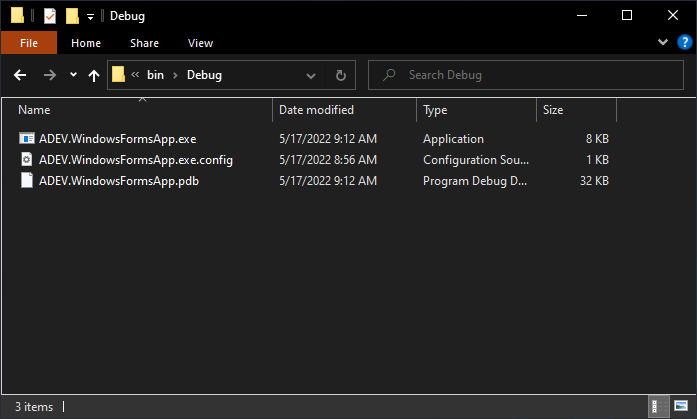 Debug
File Home Share View
bin Debug Search Debug
Name Date modified Type Size
ADEV.WindowsFormsApp.exe 5/17/2022 9:12 AM Application 8 KB
ADEV.WindowsFormsApp.exe.config 5/17/2022 8:56 AM Configuration Sou... 1 KB
ADEV.WindowsFormsApp.pdb 5/17/2022 9:12 AM Program Debug D... 32 KB
3 items